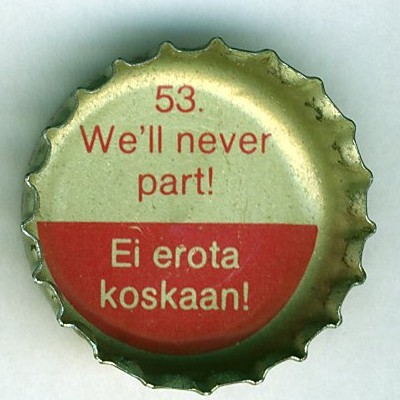 53.
We'll never
part!
Ei erota
koskaan!